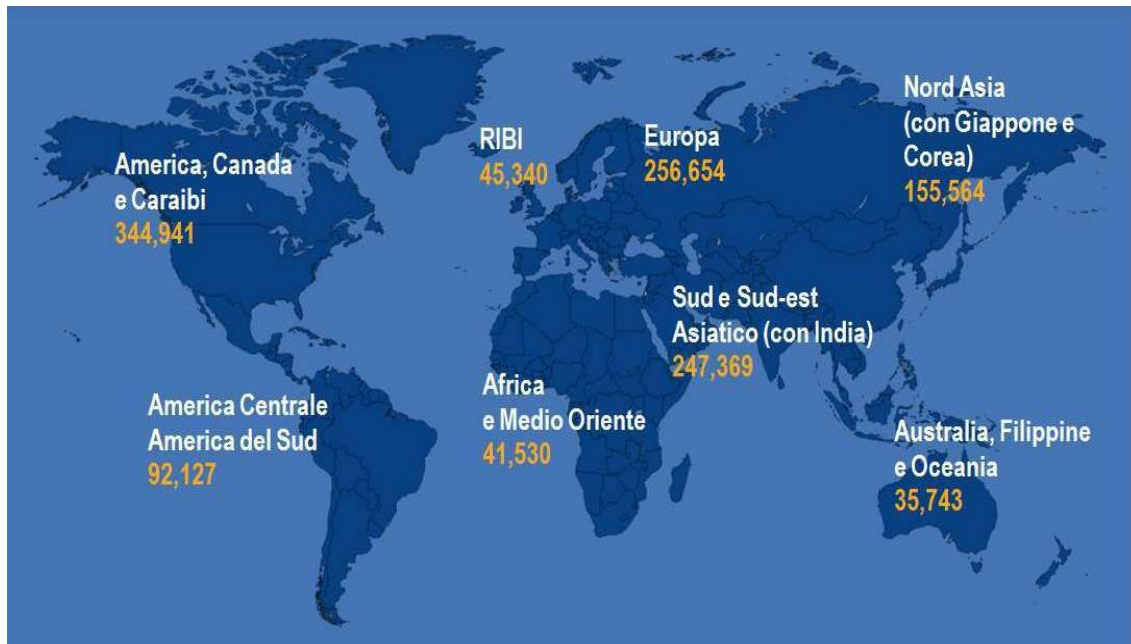 America, Canada
e Caraibi
344,941
RIBI
45,340
Europa
256,654
Nord Asia
(con Giappone e
Corea)
155,564
Sud e Sud-est
Asiatico (con India)
247,369
America Centrale
America del Sud
92,127
Africa
e Medio Oriente
41,530
Australia, Filippine
e Oceania
35,743